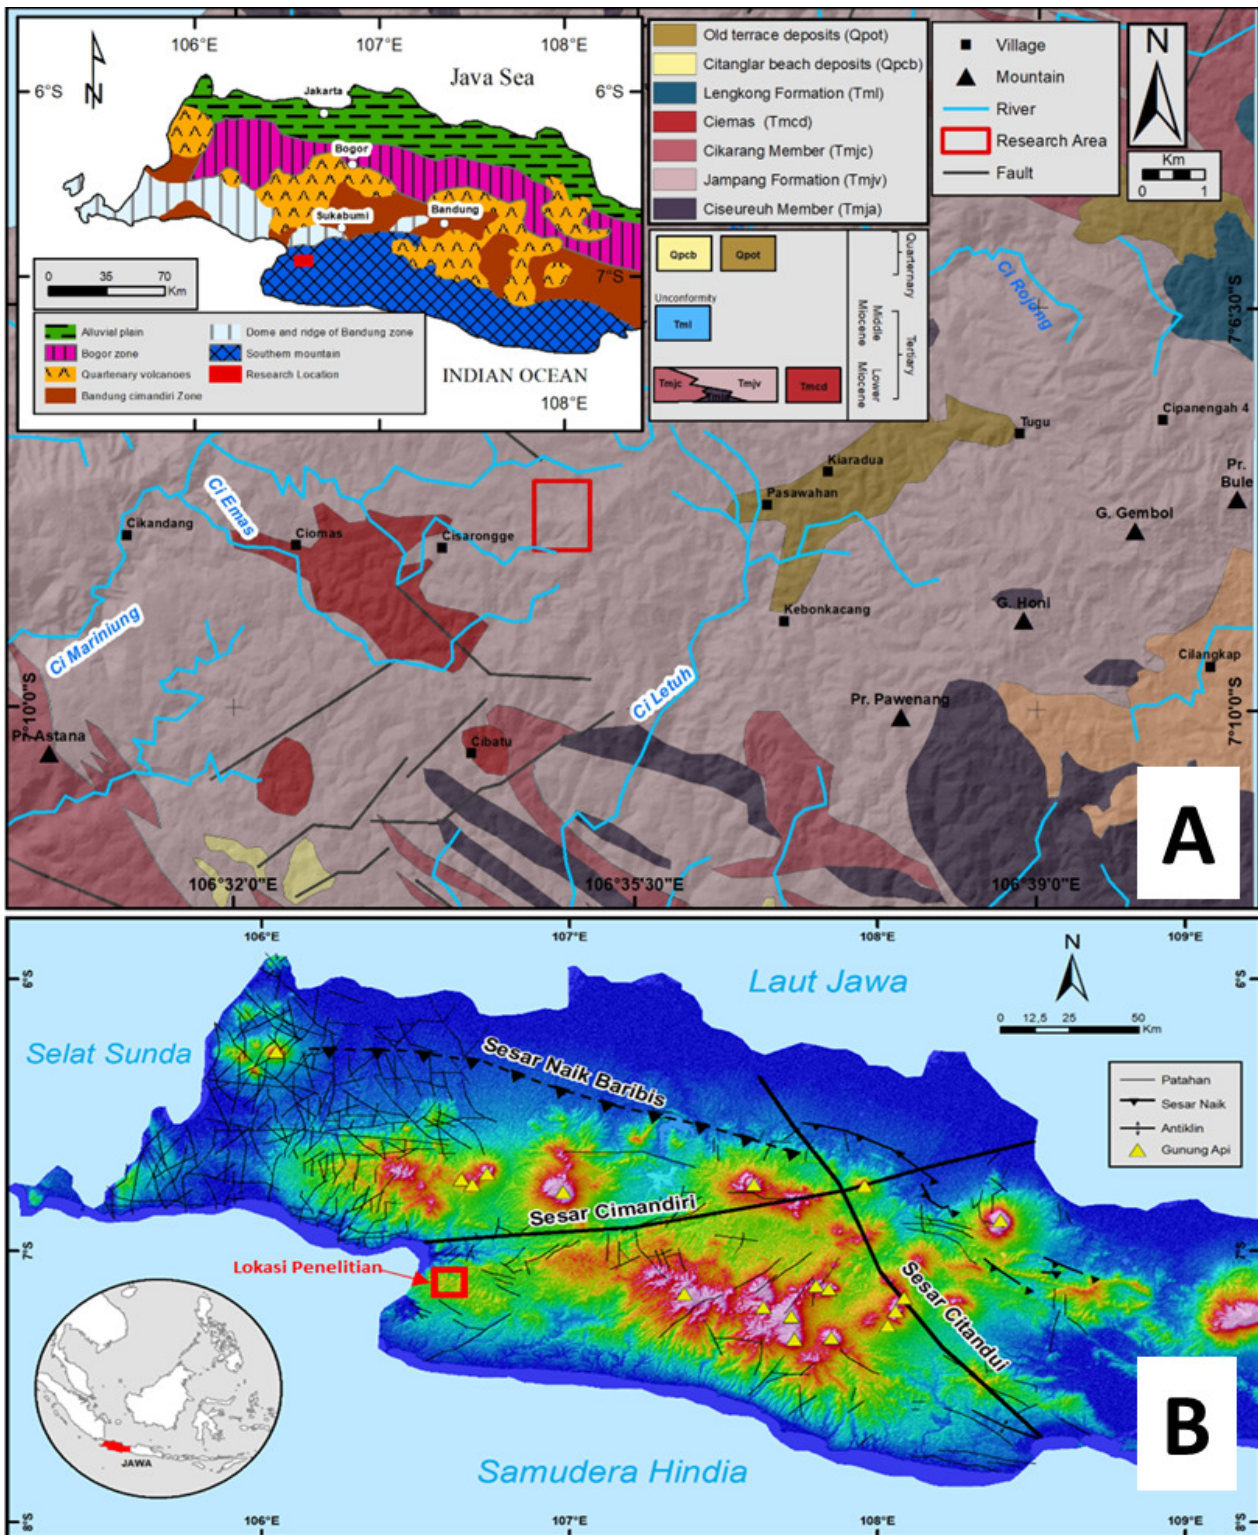 106°E
107°E
108°E
6°S
N
Java Sea
6°S
Jakarta
Bogor
Sukabumi
Bandung
7°S
0 35 70
Km
Alluvial plain
Bogor zone
Quartenary volcanoes
Bandung cimandiri Zone
Dome and ridge of Bandung zone
Southern mountain
Research Location
INDIAN OCEAN
108°E
Old terrace deposits (Qpot)
Citanglar beach deposits (Qpcb)
Lengkong Formation (Tml)
Ciemas (Tmcd)
Cikarang Member (Tmjc)
Jampang Formation (Tmjv)
Ciseureuh Member (Tmja)
Village
Mountain
River
Research Area
Fault
N
Km
0 1
Qpcb
Qpot
Quarternary
Unconformity
Tml
Middle
Miocene
Tertiary
Tmjc
Tmjv
Tmcd
Lower
Miocene
Ci Rojong
7°6'30"S
Tugu
Cipanengah 4
Kiaradua
Pasawahan
Pr.
Bule
G. Gembol
Cikandang
Ci Emas
Ciomas
Cisarongge
Kebonkacang
G. Honi
Ci Mariniung
Ci Letuh
Cilangkap
7°10'0"S
Pr. Astana
Pr. Pawenang
7°10'0"S
Cibatu
106°32'0"E
106°35'30"E
106°39'0"E
A
106°E
107°E
108°E
109°E
6°S
6°S
Laut Jawa
N
0 12,5 25 50
Km
Selat Sunda
Sesar Naik Baribis
Patahan
Sesar Naik
Antiklin
Gunung Api
Sesar Cimandiri
7°S
7°S
Lokasi Penelitian
Sesar Citandui
JAWA
Samudera Hindia
B
8°S
8°S
106°E
107°E
108°E
109°E